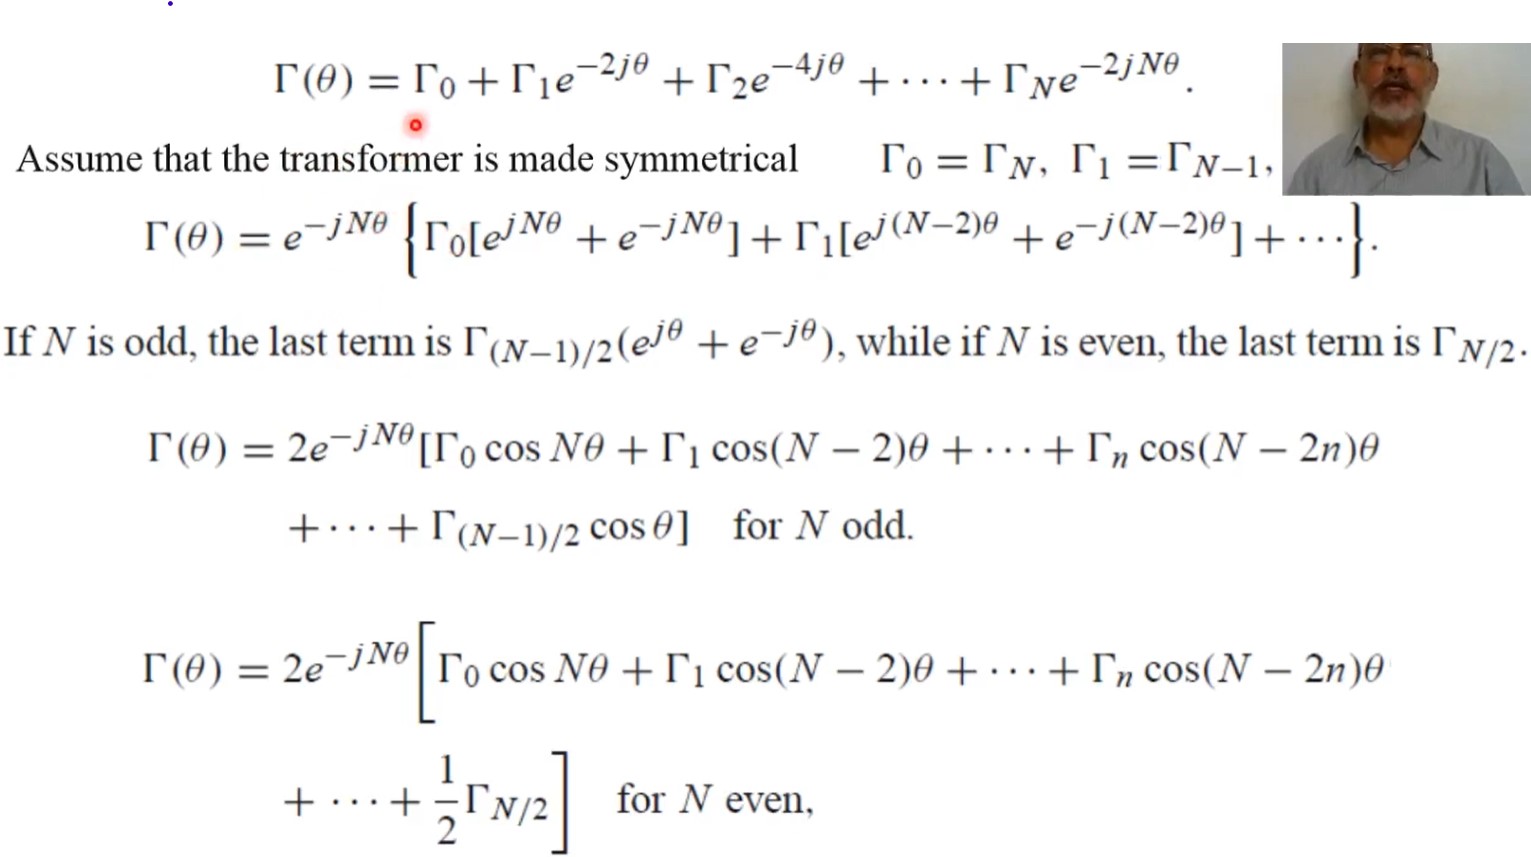 Γ(θ) = Γ₀ + Γ₁e^{−2jθ} + Γ₂e^{−4jθ} + ··· + Γ_N e^{−2jNθ}.
Assume that the transformer is made symmetrical Γ₀ = Γ_N, Γ₁ = Γ_{N−1},
Γ(θ) = e^{−jNθ} {Γ₀[e^{jNθ} + e^{−jNθ}] + Γ₁[e^{j(N−2)θ} + e^{−j(N−2)θ}] + ···}.
If N is odd, the last term is Γ_{(N−1)/2}(e^{jθ} + e^{−jθ}), while if N is even, the last term is Γ_{N/2}.
Γ(θ) = 2e^{−jNθ}[Γ₀ cos Nθ + Γ₁ cos(N − 2)θ + ··· + Γₙ cos(N − 2n)θ
+ ··· + Γ_{(N−1)/2} cos θ] for N odd.
Γ(θ) = 2e^{−jNθ} [Γ₀ cos Nθ + Γ₁ cos(N − 2)θ + ··· + Γₙ cos(N − 2n)θ
+ ··· + 1/2 Γ_{N/2}] for N even,